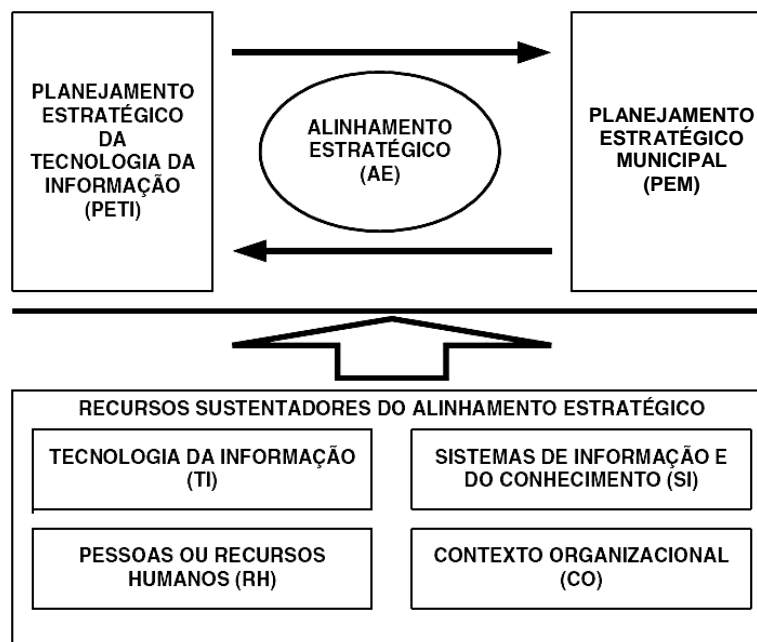 PLANEJAMENTO
ESTRATÉGICO
DA
TECNOLOGIA DA
INFORMAÇÃO
(PETI)
ALINHAMENTO
ESTRATÉGICO
(AE)
PLANEJAMENTO
ESTRATÉGICO
MUNICIPAL
(PEM)
RECURSOS SUSTENTADORES DO ALINHAMENTO ESTRATÉGICO
TECNOLOGIA DA INFORMAÇÃO
(TI)
SISTEMAS DE INFORMAÇÃO E
DO CONHECIMENTO (SI)
PESSOAS OU RECURSOS
HUMANOS (RH)
CONTEXTO ORGANIZACIONAL
(CO)